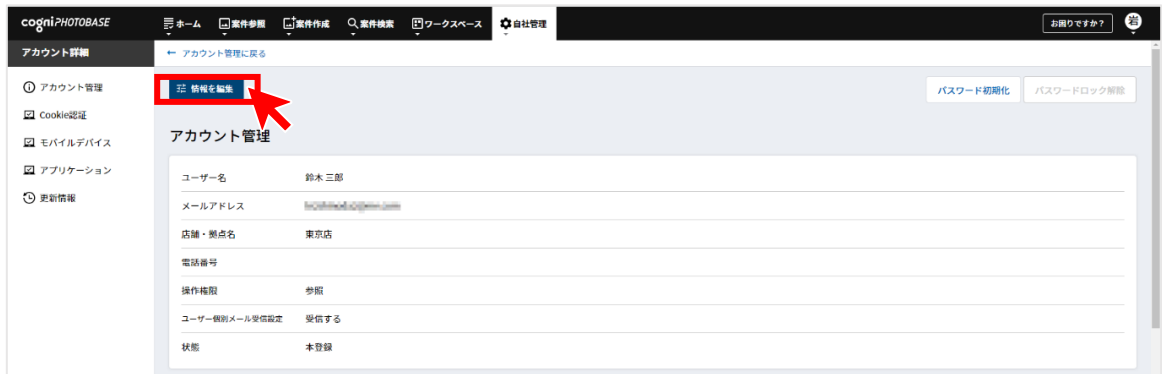 cogni PHOTOBASE ホーム 案件参照 案件作成 案件検索 ワークスペース 自社管理 お困りですか? 岩
アカウント詳細 ← アカウント管理に戻る
アカウント管理
Cookie認証
モバイルデバイス
アプリケーション
更新情報
情報を編集 パスワード初期化 パスワードロック解除
アカウント管理
ユーザー名 鈴木 三郎
メールアドレス
店舗・拠点名 東京店
電話番号
操作権限 参照
ユーザー個別メール受信設定 受信する
状態 本登録